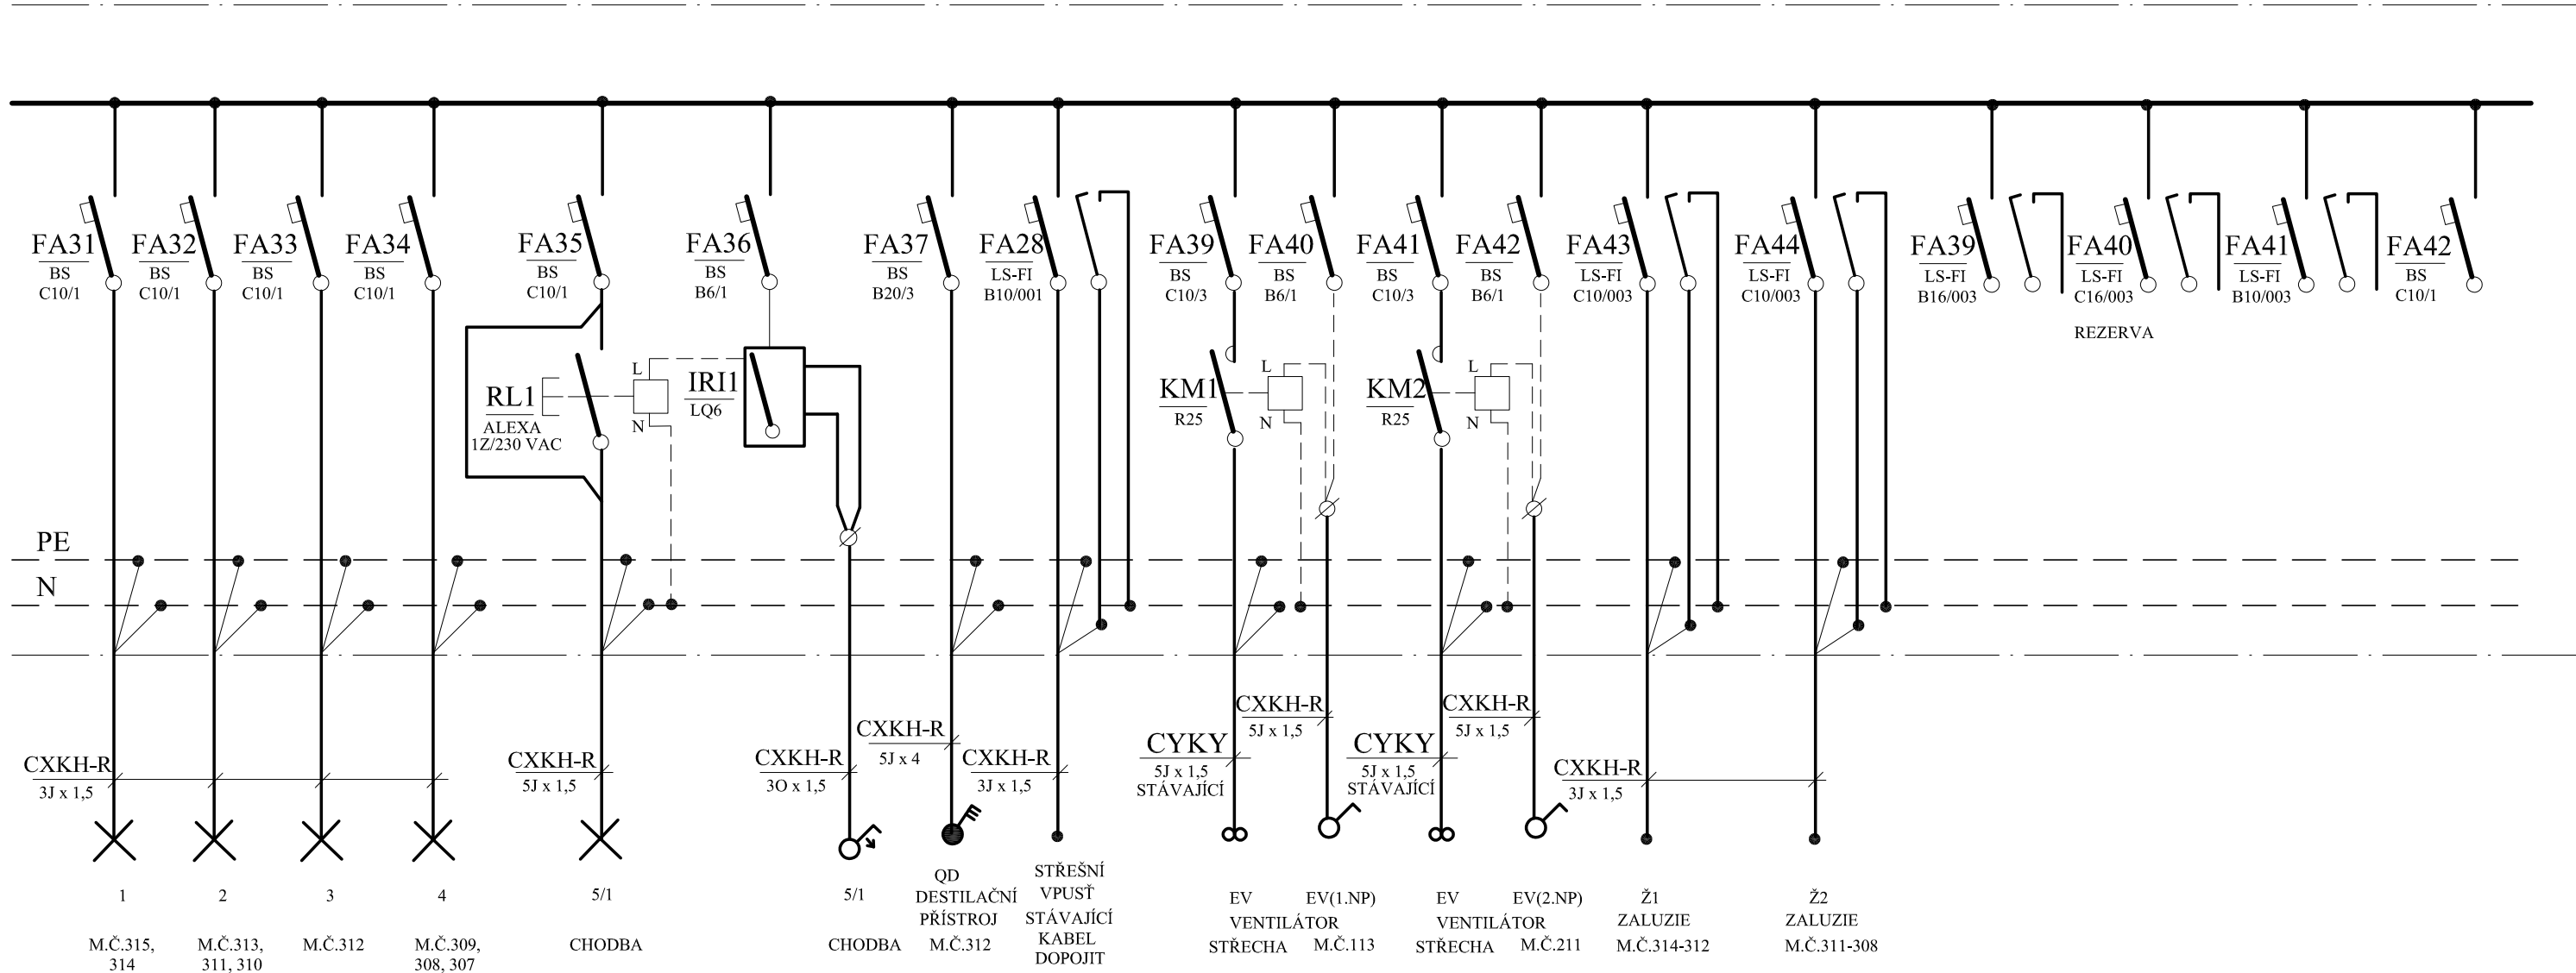 FA31
BS
C10/1
FA32
BS
C10/1
FA33
BS
C10/1
FA34
BS
C10/1
FA35
BS
C10/1
FA36
BS
B6/1
FA37
BS
B20/3
FA28
LS-FI
B10/001
FA39
BS
C10/3
FA40
BS
B6/1
FA41
BS
C10/3
FA42
BS
B6/1
FA43
LS-FI
C10/003
FA44
LS-FI
C10/003
FA39
LS-FI
B16/003
FA40
LS-FI
C16/003
FA41
LS-FI
B10/003
FA42
BS
C10/1
REZERVA
RL1
ALEXA
1Z/230 VAC
L
N
IRI1
LQ6
KM1
R25
L
N
KM2
R25
L
N
PE
N
CXKH-R
3J x 1,5
CXKH-R
5J x 1,5
CXKH-R
3O x 1,5
CXKH-R
5J x 4
CXKH-R
3J x 1,5
CYKY
5J x 1,5
STÁVAJÍCÍ
CXKH-R
5J x 1,5
CYKY
5J x 1,5
STÁVAJÍCÍ
CXKH-R
5J x 1,5
CXKH-R
3J x 1,5
1
M.Č.315,
314
2
M.Č.313,
311, 310
3
M.Č.312
4
M.Č.309,
308, 307
5/1
CHODBA
5/1
CHODBA
QD
DESTILAČNÍ
PŘÍSTROJ
M.Č.312
STŘEŠNÍ
VPUSŤ
STÁVAJÍCÍ
KABEL
DOPOJIT
EV EV(1.NP)
VENTILÁTOR
STŘECHA M.Č.113
EV EV(2.NP)
VENTILÁTOR
STŘECHA M.Č.211
Ž1
ZALUZIE
M.Č.314-312
Ž2
ZALUZIE
M.Č.311-308